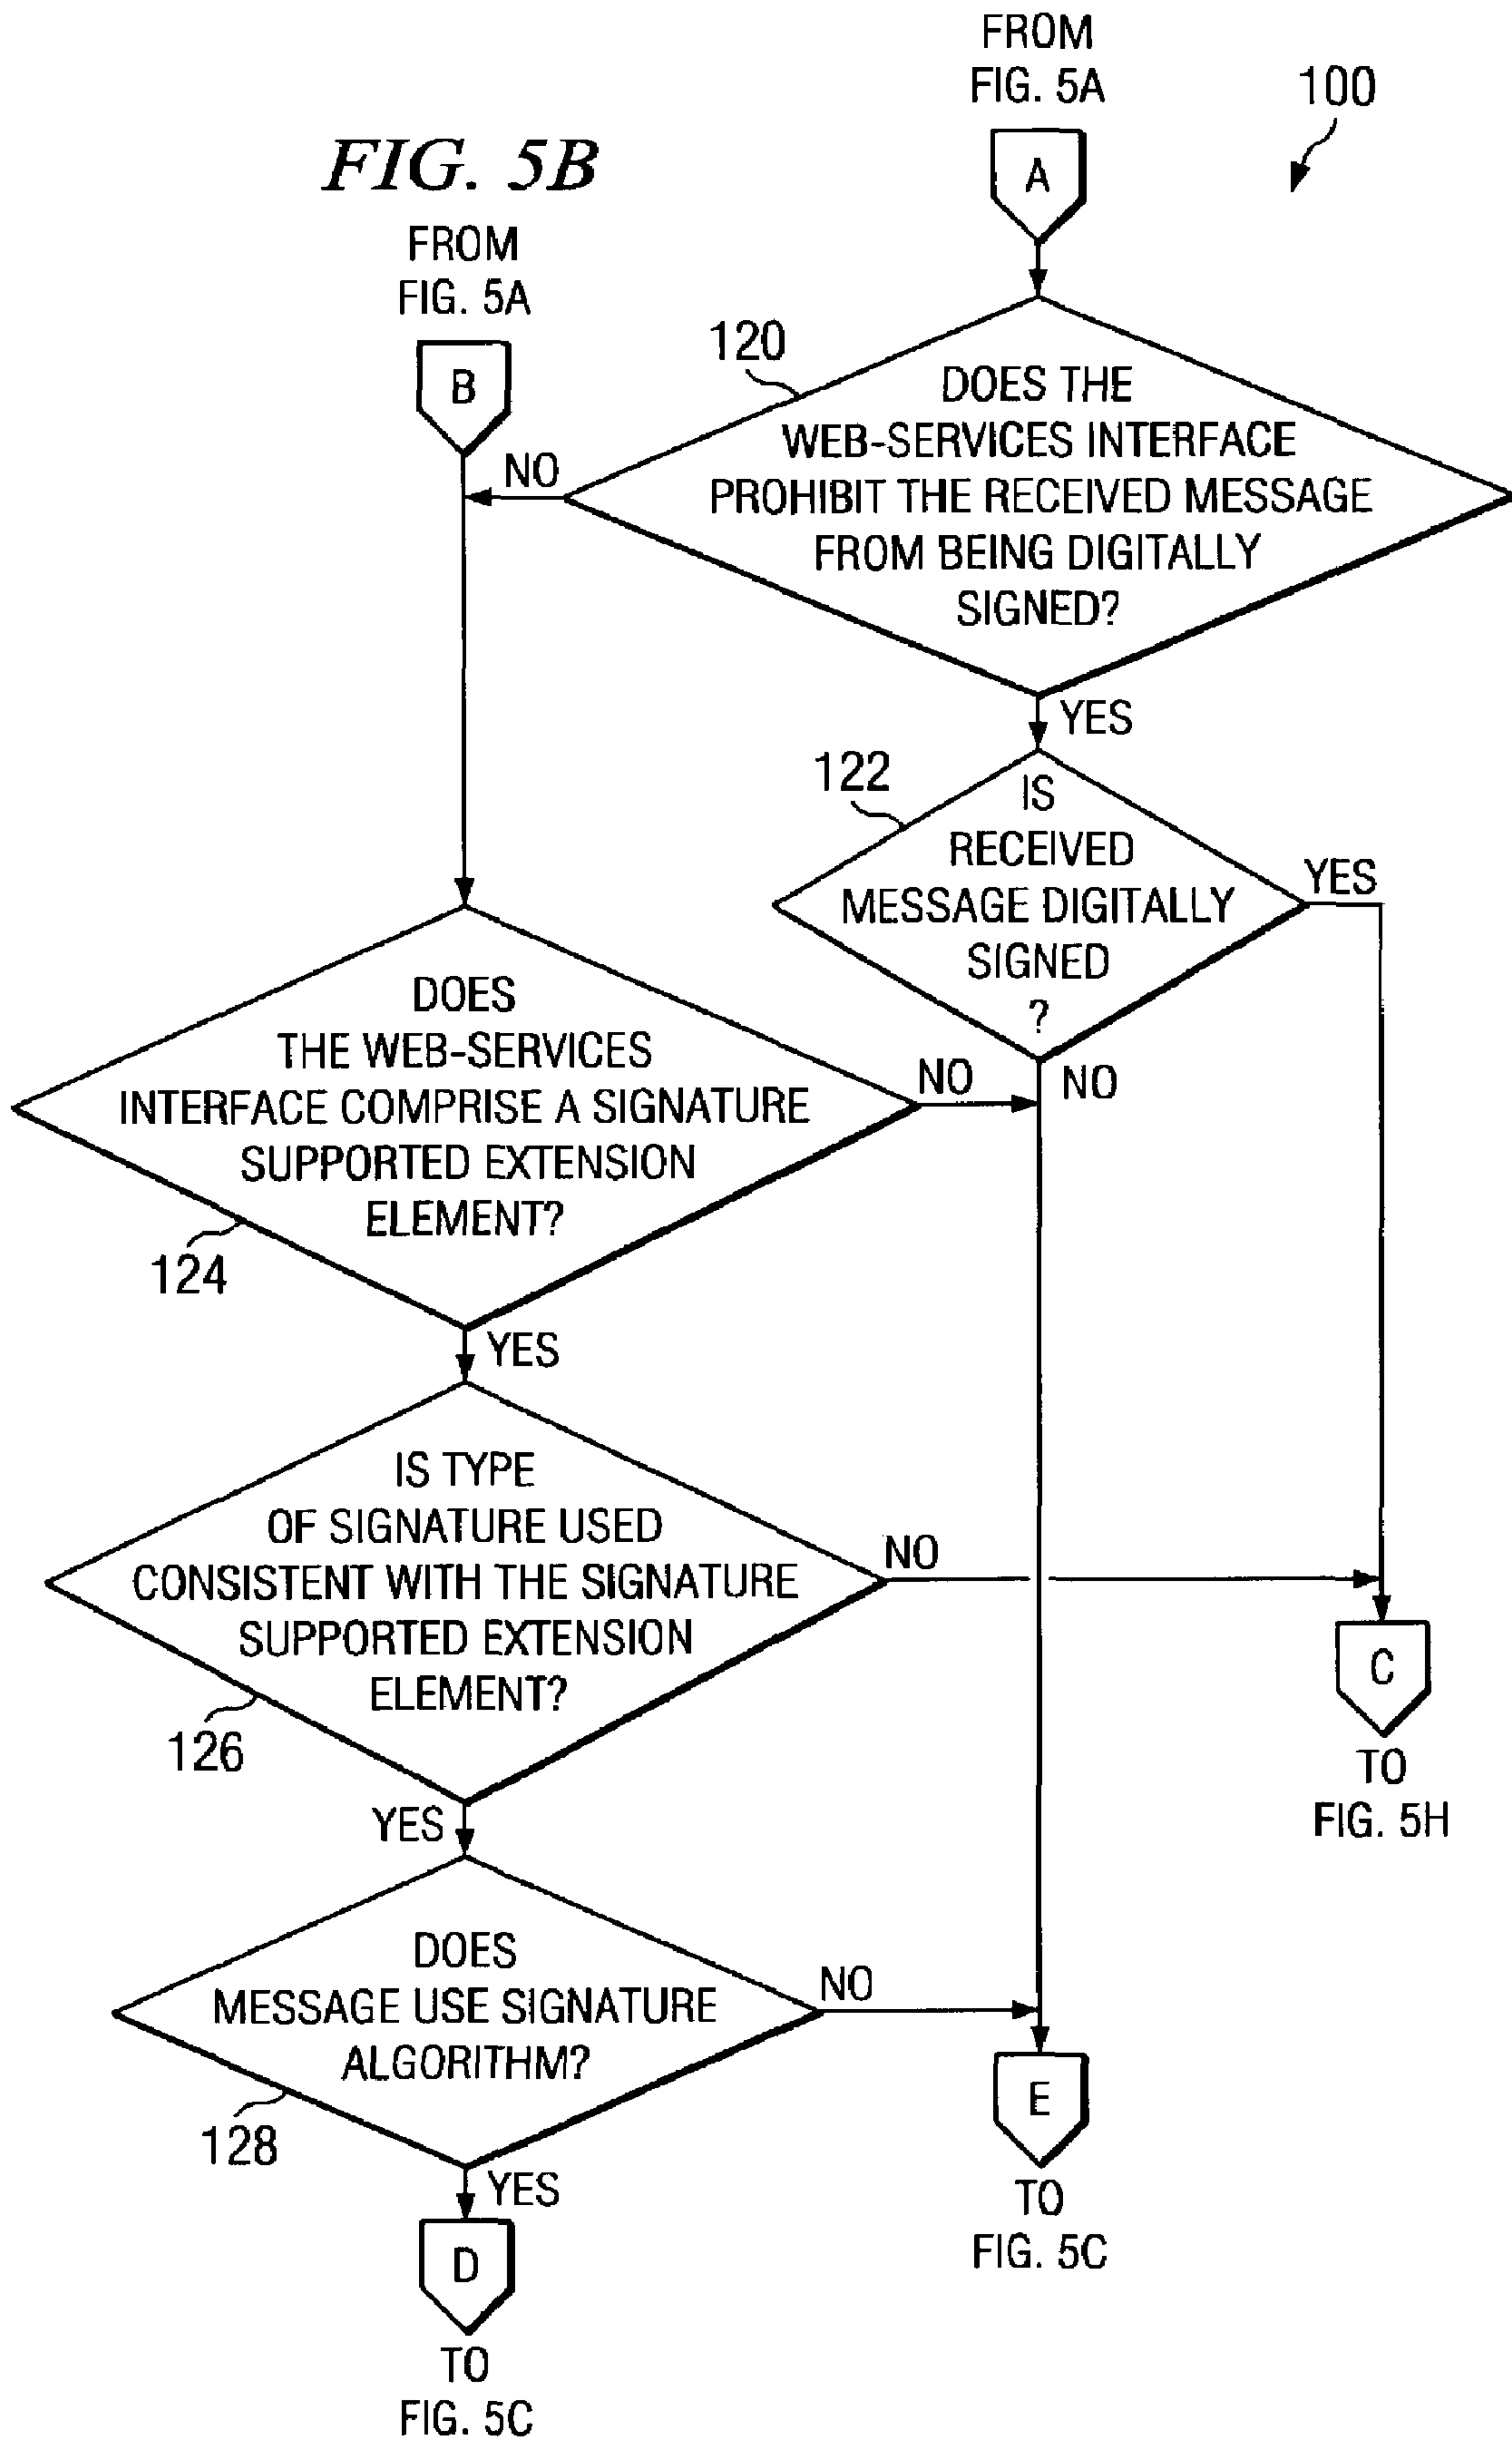 FROM
FIG. 5A
100
FIG. 5B
A
FROM
FIG. 5A
B
120
DOES THE
WEB-SERVICES INTERFACE
PROHIBIT THE RECEIVED MESSAGE
FROM BEING DIGITALLY
SIGNED?
NO
YES
122
IS
RECEIVED
MESSAGE DIGITALLY
SIGNED
?
YES
NO
DOES
THE WEB-SERVICES
INTERFACE COMPRISE A SIGNATURE
SUPPORTED EXTENSION
ELEMENT?
NO
124
YES
IS TYPE
OF SIGNATURE USED
CONSISTENT WITH THE SIGNATURE
SUPPORTED EXTENSION
ELEMENT?
NO
126
C
TO
FIG. 5H
YES
DOES
MESSAGE USE SIGNATURE
ALGORITHM?
NO
128
E
TO
FIG. 5C
YES
D
TO
FIG. 5C